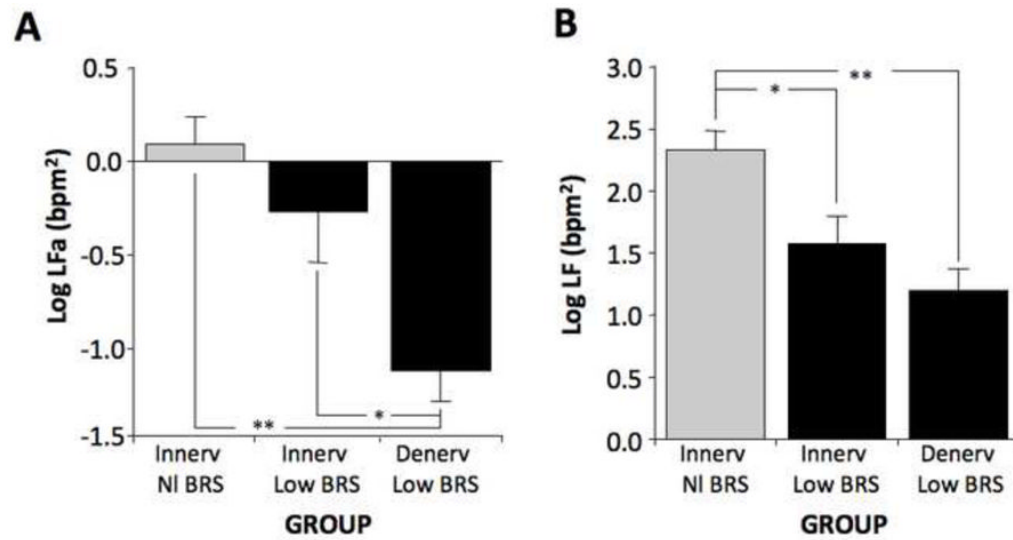 A
Log LFa (bpm²)
0.5
0.0
-0.5
-1.0
-1.5
*
**
Innerv Innerv Denerv
Nl BRS Low BRS Low BRS
GROUP
B
Log LF (bpm²)
3.0
2.5
2.0
1.5
1.0
0.5
0.0
**
*
Innerv Innerv Denerv
Nl BRS Low BRS Low BRS
GROUP